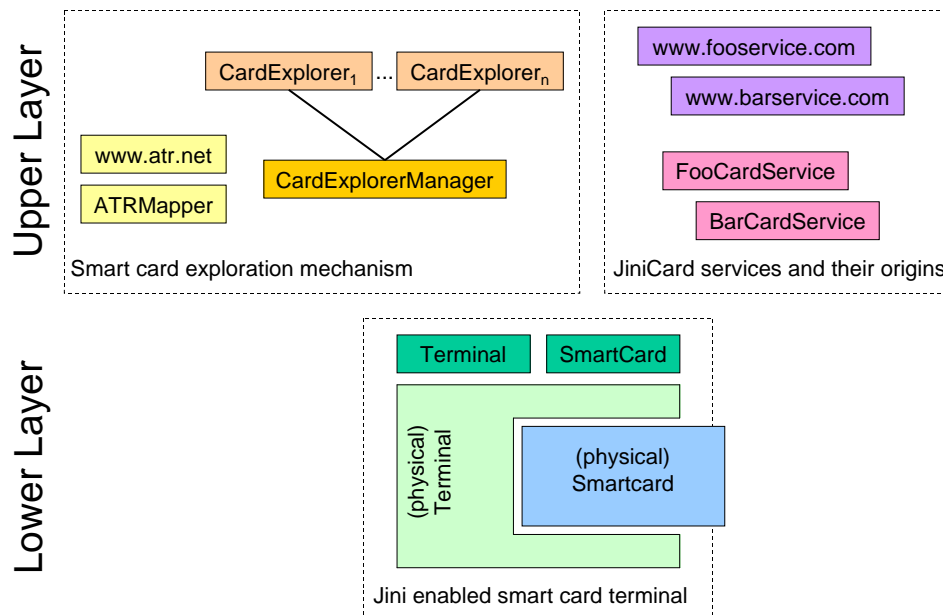 Upper Layer
CardExplorer1 ... CardExplorern
www.atr.net
ATRMapper
CardExplorerManager
Smart card exploration mechanism
www.fooservice.com
www.barservice.com
FooCardService
BarCardService
JiniCard services and their origins
Lower Layer
Terminal
SmartCard
(physical)
Terminal
(physical)
Smartcard
Jini enabled smart card terminal